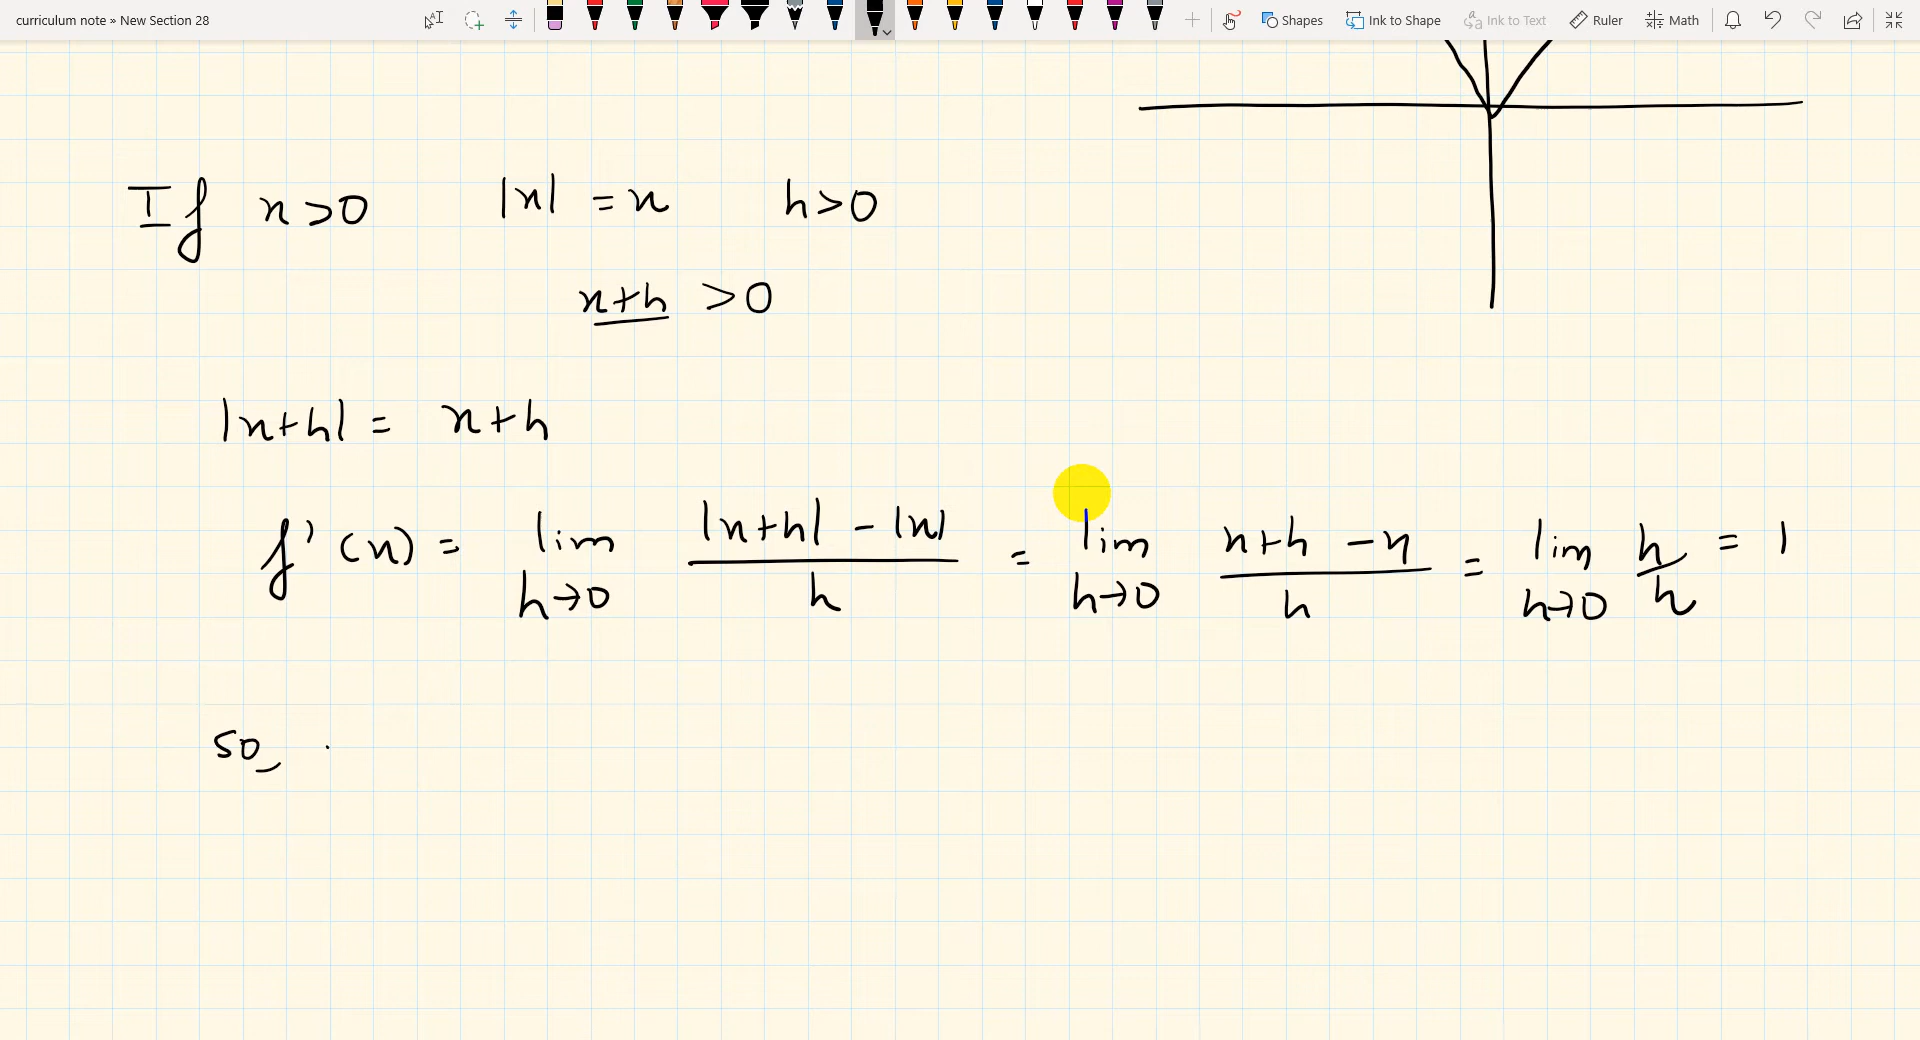 curriculum note » New Section 28 Shapes Ink to Shape Ink to Text Ruler Math
If x>0 |x| = x h>0
x+h >0
|x+h| = x+h
f'(x) = lim h→0 |x+h| - |x| / h = lim h→0 x+h - x / h = lim h→0 h/h = 1
so,